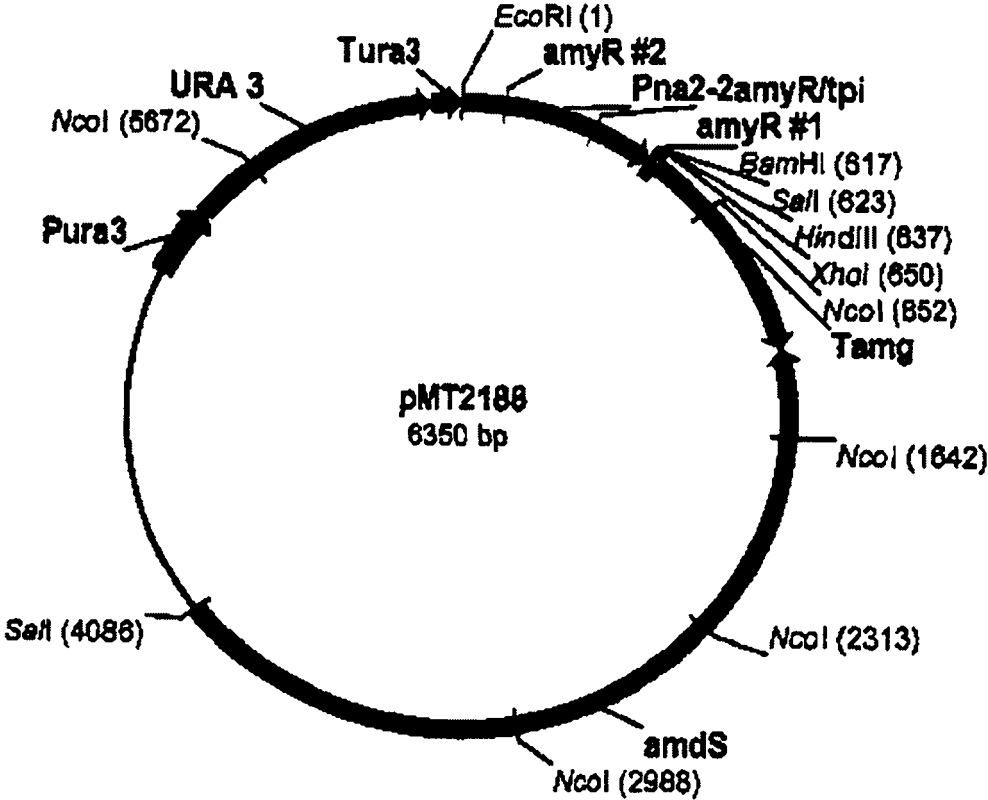 EcoRI (1)
Tura3
amyR #2
URA 3
Pna2-2amyR/tpi
NcoI (5672)
amyR #1
BamHI (617)
SalI (623)
Pura3
HindIII (637)
XhoI (650)
NcoI (852)
Tamg
pMT2188
6350 bp
NcoI (1642)
SalI (4086)
NcoI (2313)
amdS
NcoI (2988)